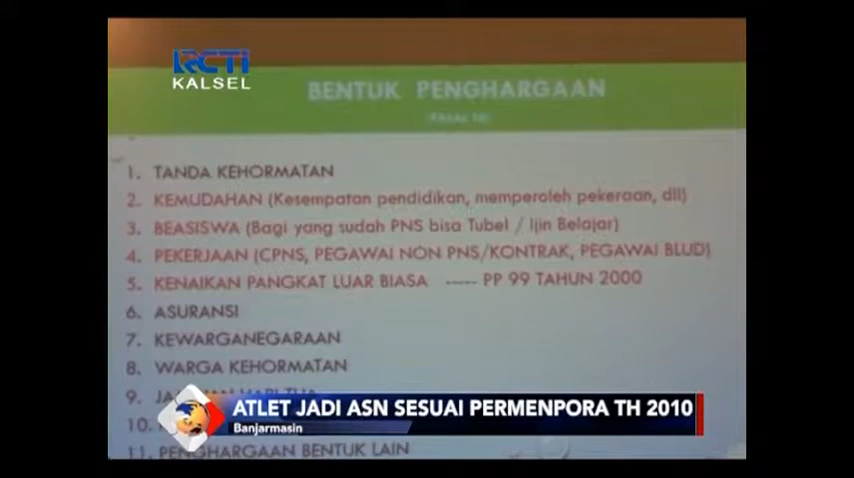 RCTI
KALSEL
BENTUK PENGHARGAAN
1. TANDA KEHORMATAN
2. KEMUDAHAN (Kesempatan pendidikan, memperoleh pekeraan, dll)
3. BEASISWA (Bagi yang sudah PNS bisa Tubel / Ijin Belajar)
4. PEKERJAAN (CPNS, PEGAWAI NON PNS/KONTRAK, PEGAWAI BLUD)
5. KENAIKAN PANGKAT LUAR BIASA ----- PP 99 TAHUN 2000
6. ASURANSI
7. KEWARGANEGARAAN
8. WARGA KEHORMATAN
9.
ATLET JADI ASN SESUAI PERMENPORA TH 2010
10.
Banjarmasin
11. PENGHARGAAN BENTUK LAIN